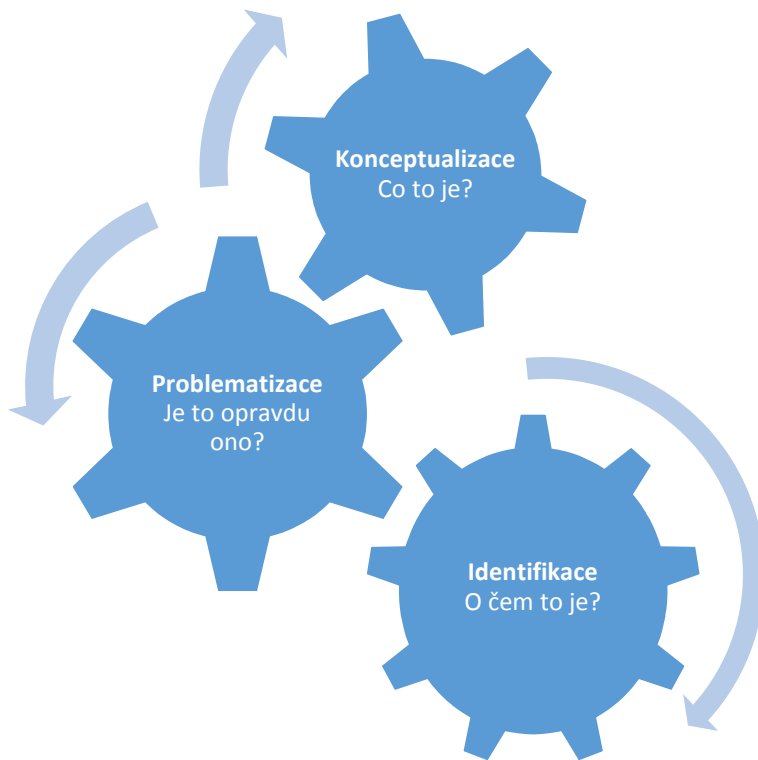 Konceptualizace
Co to je?
Problematizace
Je to opravdu
ono?
Identifikace
O čem to je?